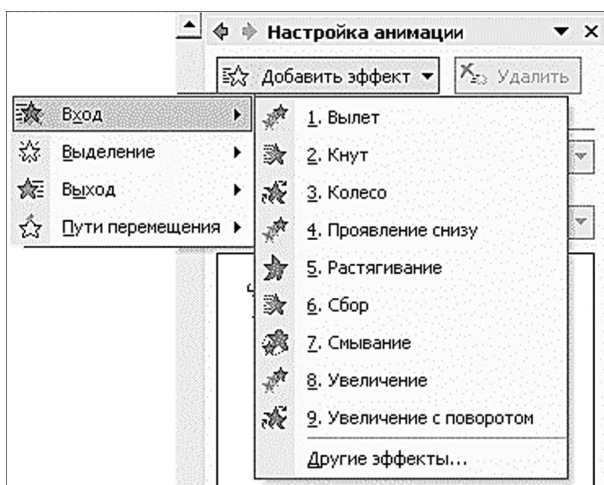 Настройка анимации
Добавить эффект
Удалить
Вход
Выделение
Выход
Пути перемещения
1. Вылет
2. Кнут
3. Колесо
4. Проявление снизу
5. Растягивание
6. Сбор
7. Смывание
8. Увеличение
9. Увеличение с поворотом
Другие эффекты...